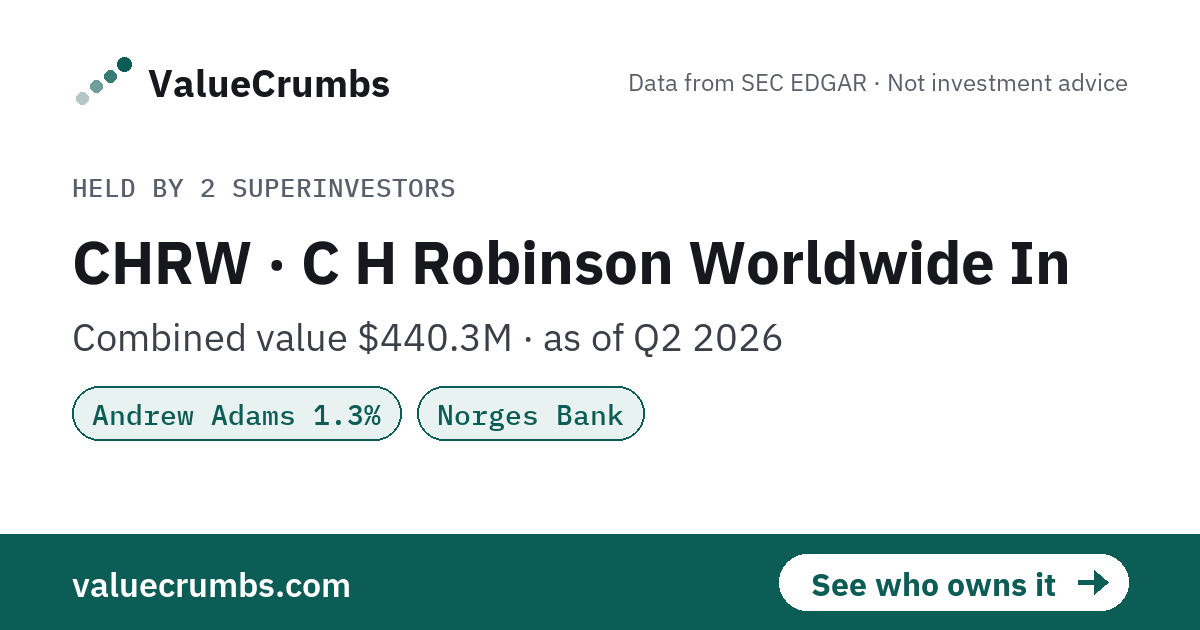 ValueCrumbs
Data from SEC EDGAR · Not investment advice
HELD BY 2 SUPERINVESTORS
CHRW · C H Robinson Worldwide In
Combined value $440.3M · as of Q2 2026
Andrew Adams 1.3%
Norges Bank
valuecrumbs.com
See who owns it →